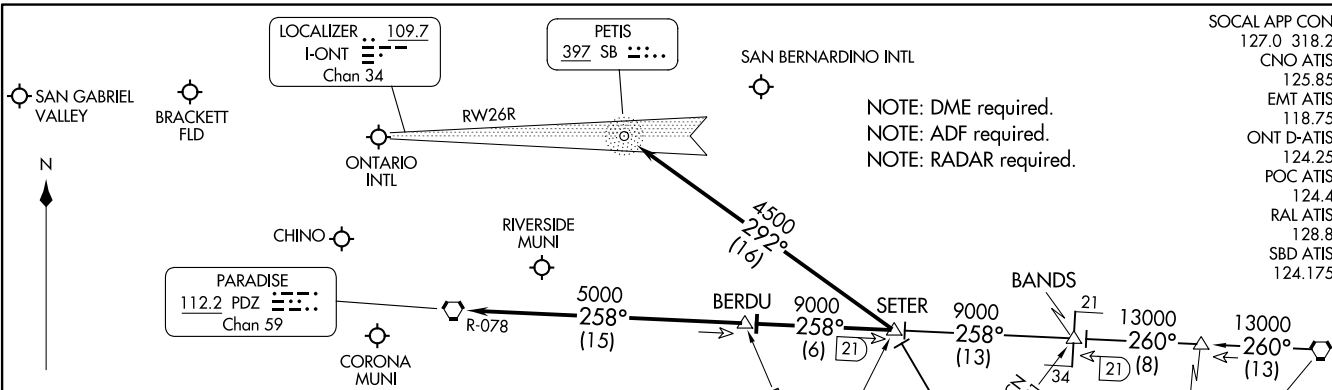 LOCALIZER 109.7
I-ONT
Chan 34
PETIS
397 SB
SAN BERNARDINO INTL
SOCAL APP CON
127.0 318.2
CNO ATIS
125.85
EMT ATIS
118.75
ONT D-ATIS
124.25
POC ATIS
124.4
RAL ATIS
128.8
SBD ATIS
124.175
SAN GABRIEL
VALLEY
BRACKETT
FLD
RW26R
ONTARIO
INTL
NOTE: DME required.
NOTE: ADF required.
NOTE: RADAR required.
N
4500
292°
(16)
CHINO
RIVERSIDE
MUNI
PARADISE
112.2 PDZ
Chan 59
R-078
5000
258°
(15)
BERDU
9000
258°
(6)
21
SETER
9000
258°
(13)
BANDS
21
34
21
13000
260°
(8)
13000
260°
(13)
CORONA
MUNI